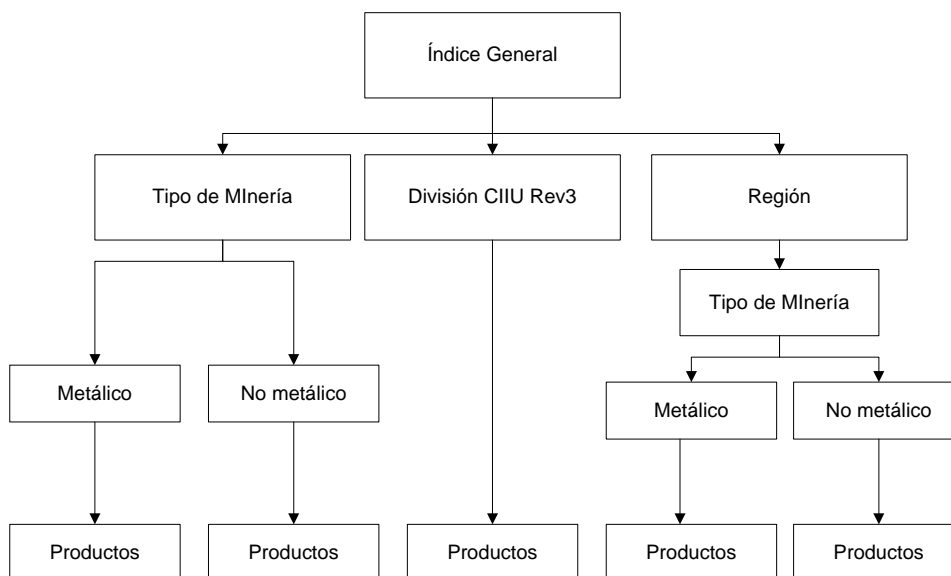 Índice General
Tipo de MInería
División CIIU Rev3
Región
Tipo de MInería
Metálico
No metálico
Metálico
No metálico
Productos
Productos
Productos
Productos
Productos